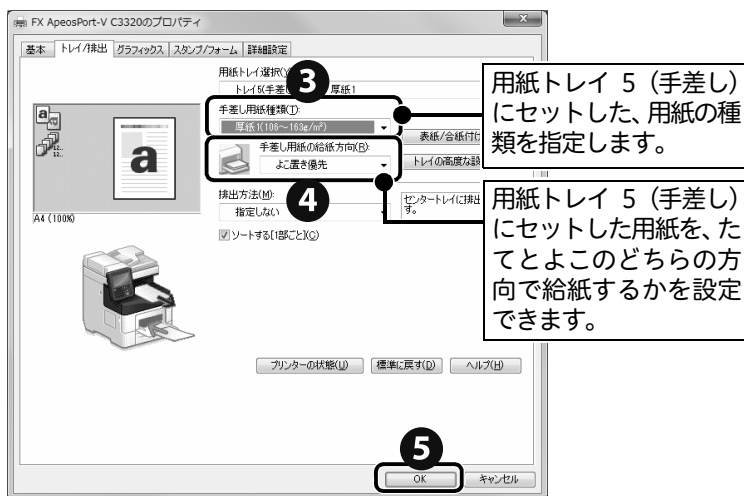 FX ApeosPort-V C3320のプロパティ
基本 トレイ/排出 グラフィックス スタンプ/フォーム 詳細設定
用紙トレイ選択(
トレイ5(手差 厚紙1
3
手差し用紙種類(T):
厚紙1(106～163g/m²)
表紙/合紙付け
手差し用紙の給紙方向(R):
よこ置き優先
トレイの高度な設
4
排出方法(M):
指定しない
センタートレイに排出
す。
ソートする[1部ごと](C)
a
12..
12..
a
A4 (100%)
プリンターの状態(U) 標準に戻す(D) ヘルプ(H)
5
OK キャンセル
用紙トレイ 5（手差し）
にセットした、用紙の種
類を指定します。
用紙トレイ 5（手差し）
にセットした用紙を、た
てとよこのどちらの方
向で給紙するかを設定
できます。